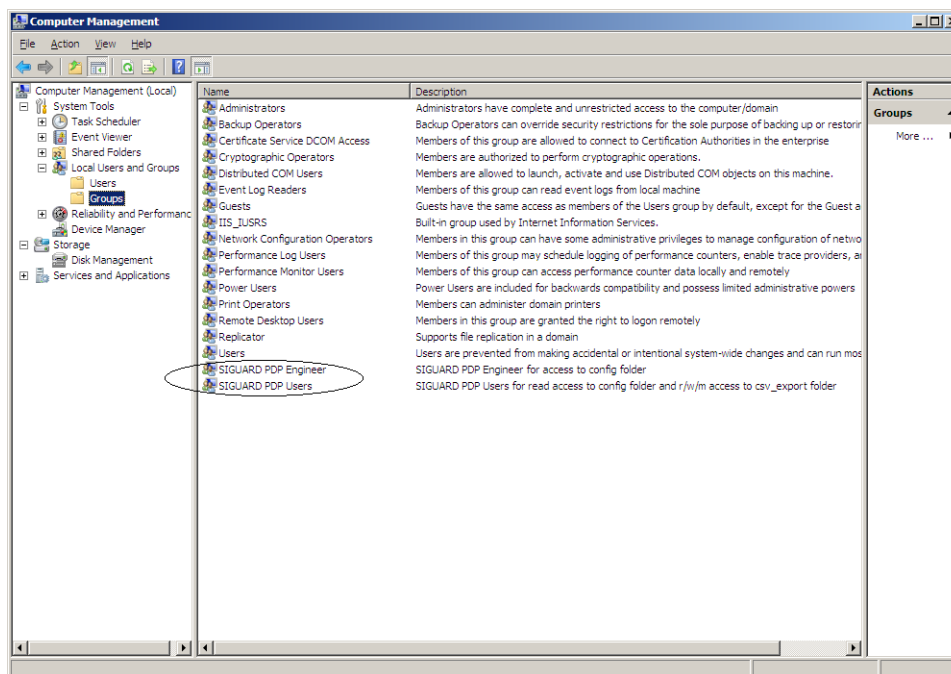 Computer Management
File Action View Help
Computer Management (Local)
System Tools
Task Scheduler
Event Viewer
Shared Folders
Local Users and Groups
Users
Groups
Reliability and Performanc
Device Manager
Storage
Disk Management
Services and Applications
Name Description
Administrators Administrators have complete and unrestricted access to the computer/domain
Backup Operators Backup Operators can override security restrictions for the sole purpose of backing up or restorin
Certificate Service DCOM Access Members of this group are allowed to connect to Certification Authorities in the enterprise
Cryptographic Operators Members are authorized to perform cryptographic operations.
Distributed COM Users Members are allowed to launch, activate and use Distributed COM objects on this machine.
Event Log Readers Members of this group can read event logs from local machine
Guests Guests have the same access as members of the Users group by default, except for the Guest a
IIS_IUSRS Built-in group used by Internet Information Services.
Network Configuration Operators Members in this group can have some administrative privileges to manage configuration of netwo
Performance Log Users Members of this group may schedule logging of performance counters, enable trace providers, a
Performance Monitor Users Members of this group can access performance counter data locally and remotely
Power Users Power Users are included for backwards compatibility and possess limited administrative powers
Print Operators Members can administer domain printers
Remote Desktop Users Members in this group are granted the right to logon remotely
Replicator Supports file replication in a domain
Users Users are prevented from making accidental or intentional system-wide changes and can run mos
SIGUARD PDP Engineer SIGUARD PDP Engineer for access to config folder
SIGUARD PDP Users SIGUARD PDP Users for read access to config folder and r/w/m access to csv_export folder
Actions
Groups
More ...